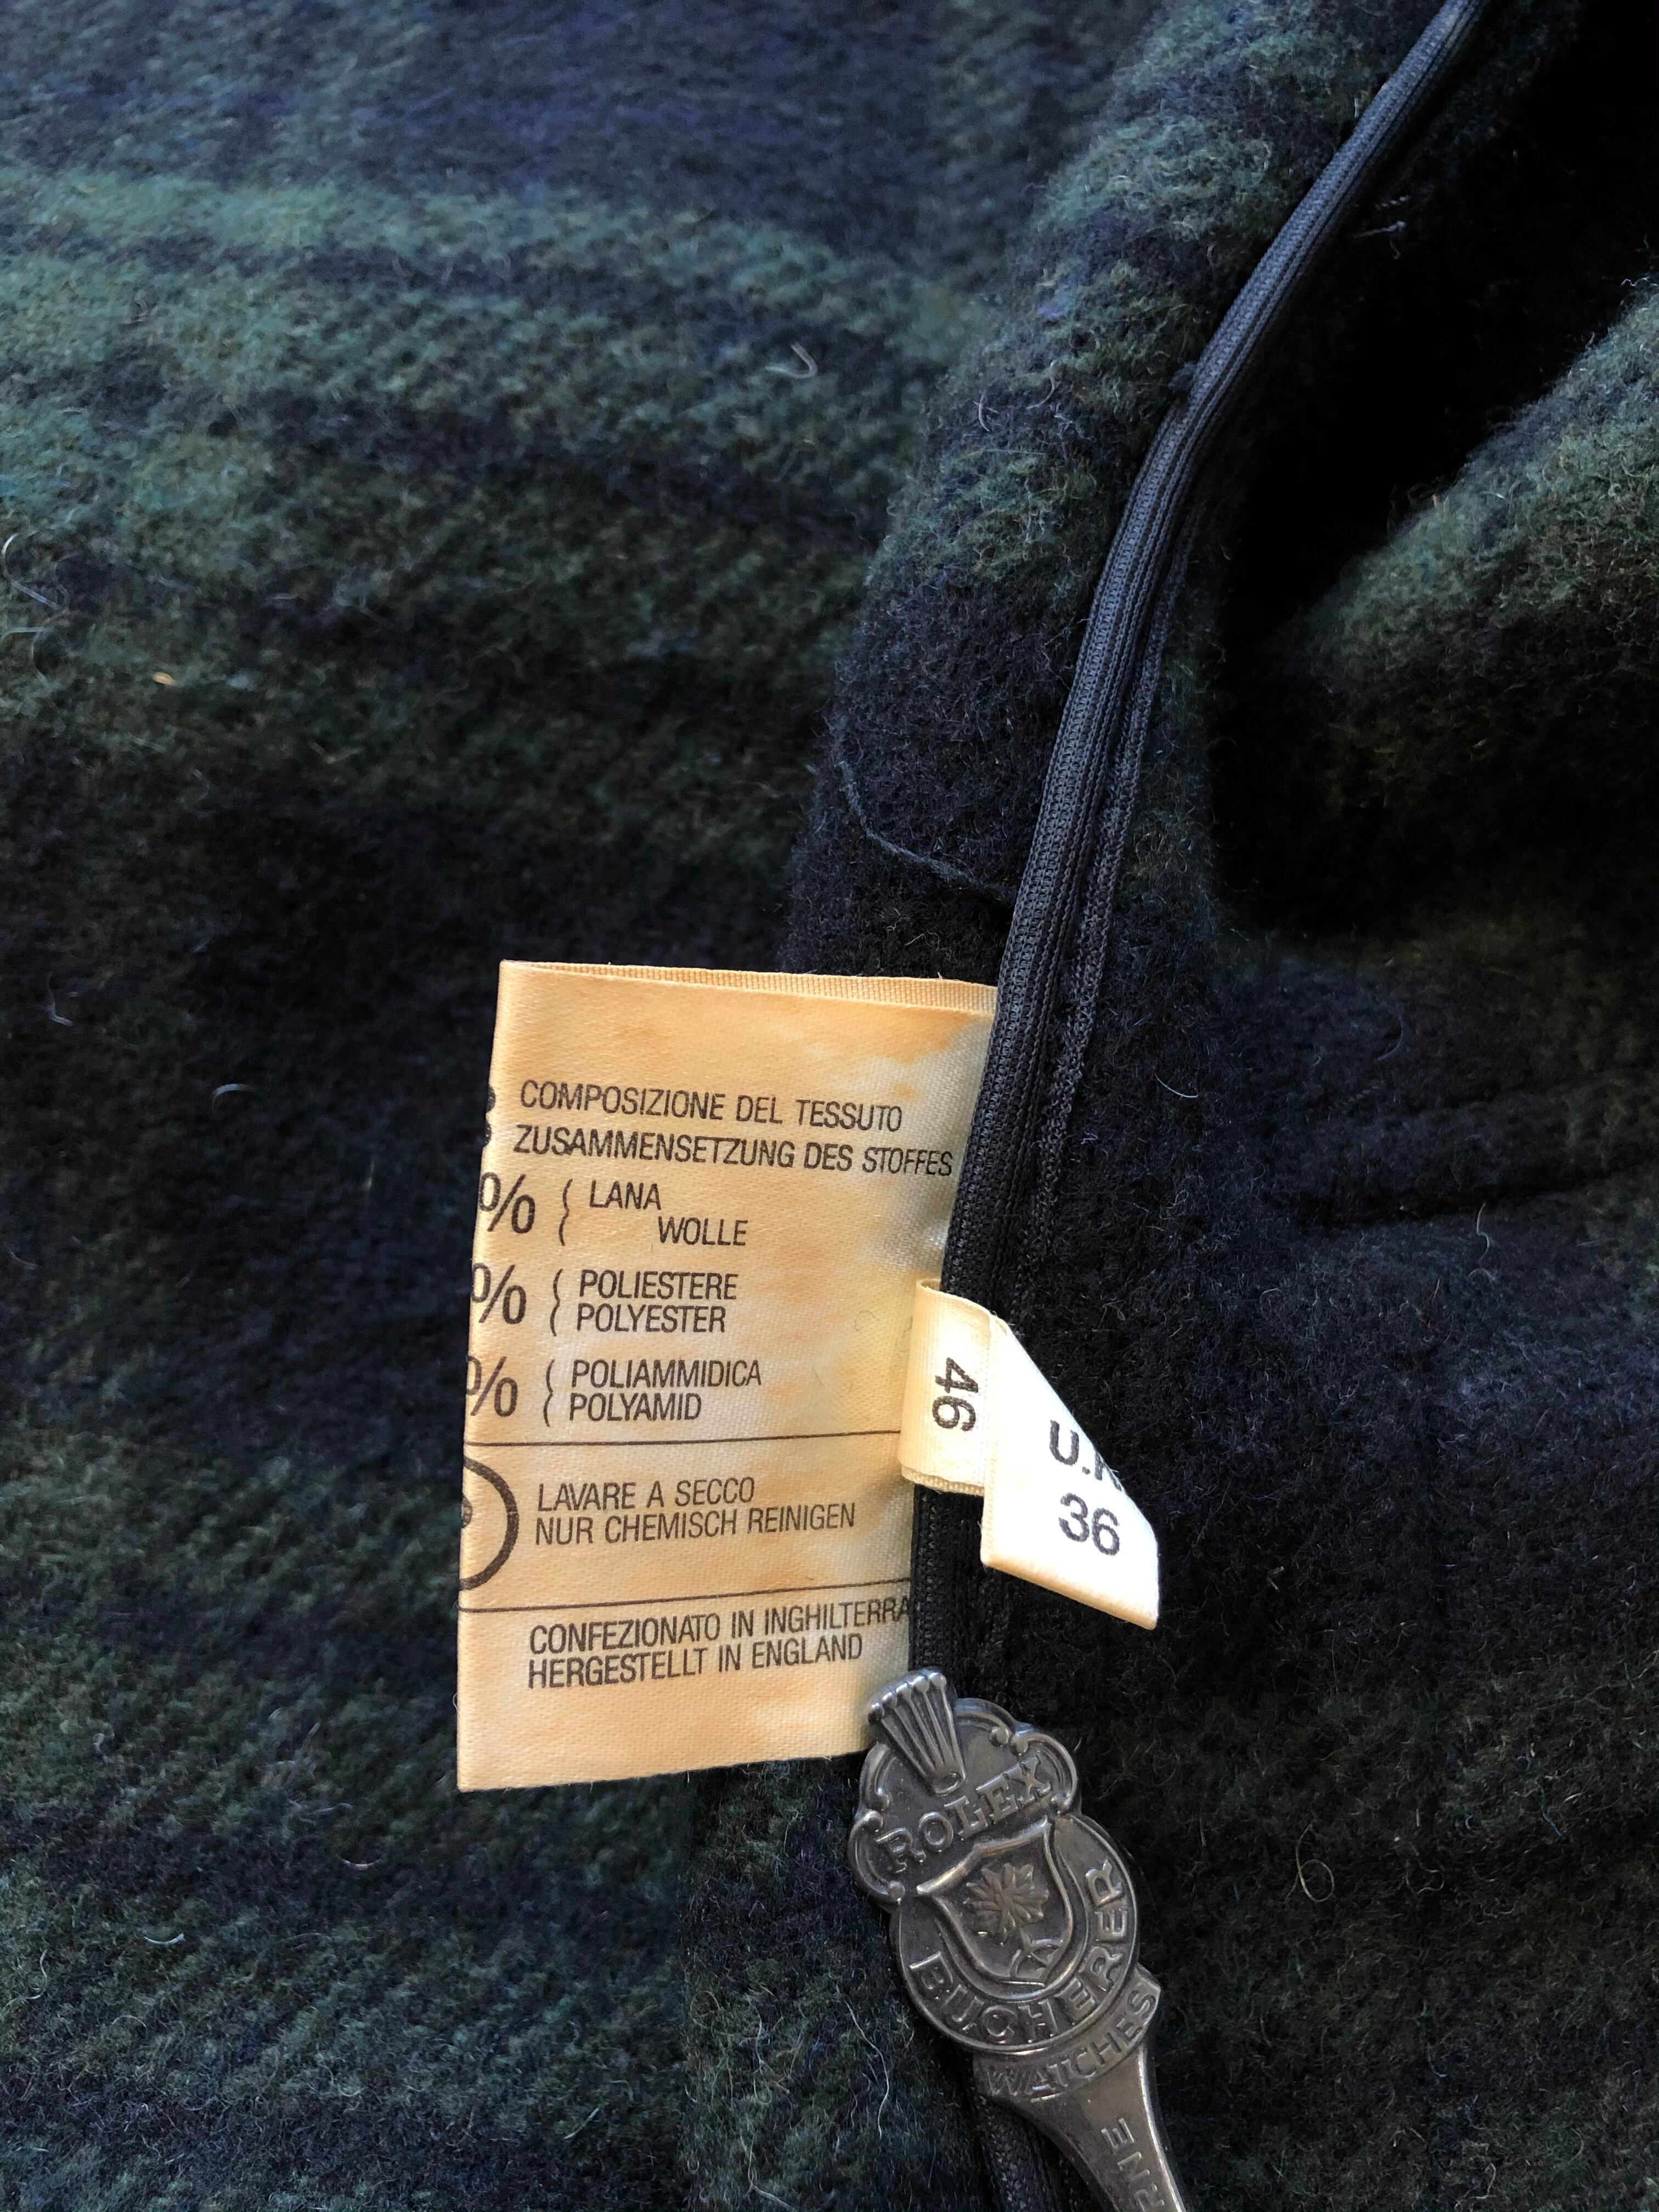 COMPOSIZIONE DEL TESSUTO
ZUSAMMENSETZUNG DES STOFFES
% { LANA
WOLLE
% { POLIESTERE
POLYESTER
% { POLIAMMIDICA
POLYAMID
LAVARE A SECCO
NUR CHEMISCH REINIGEN
CONFEZIONATO IN INGHILTERRA
HERGESTELLT IN ENGLAND
46
36
ROLEX
BUCHERER
WATCHES